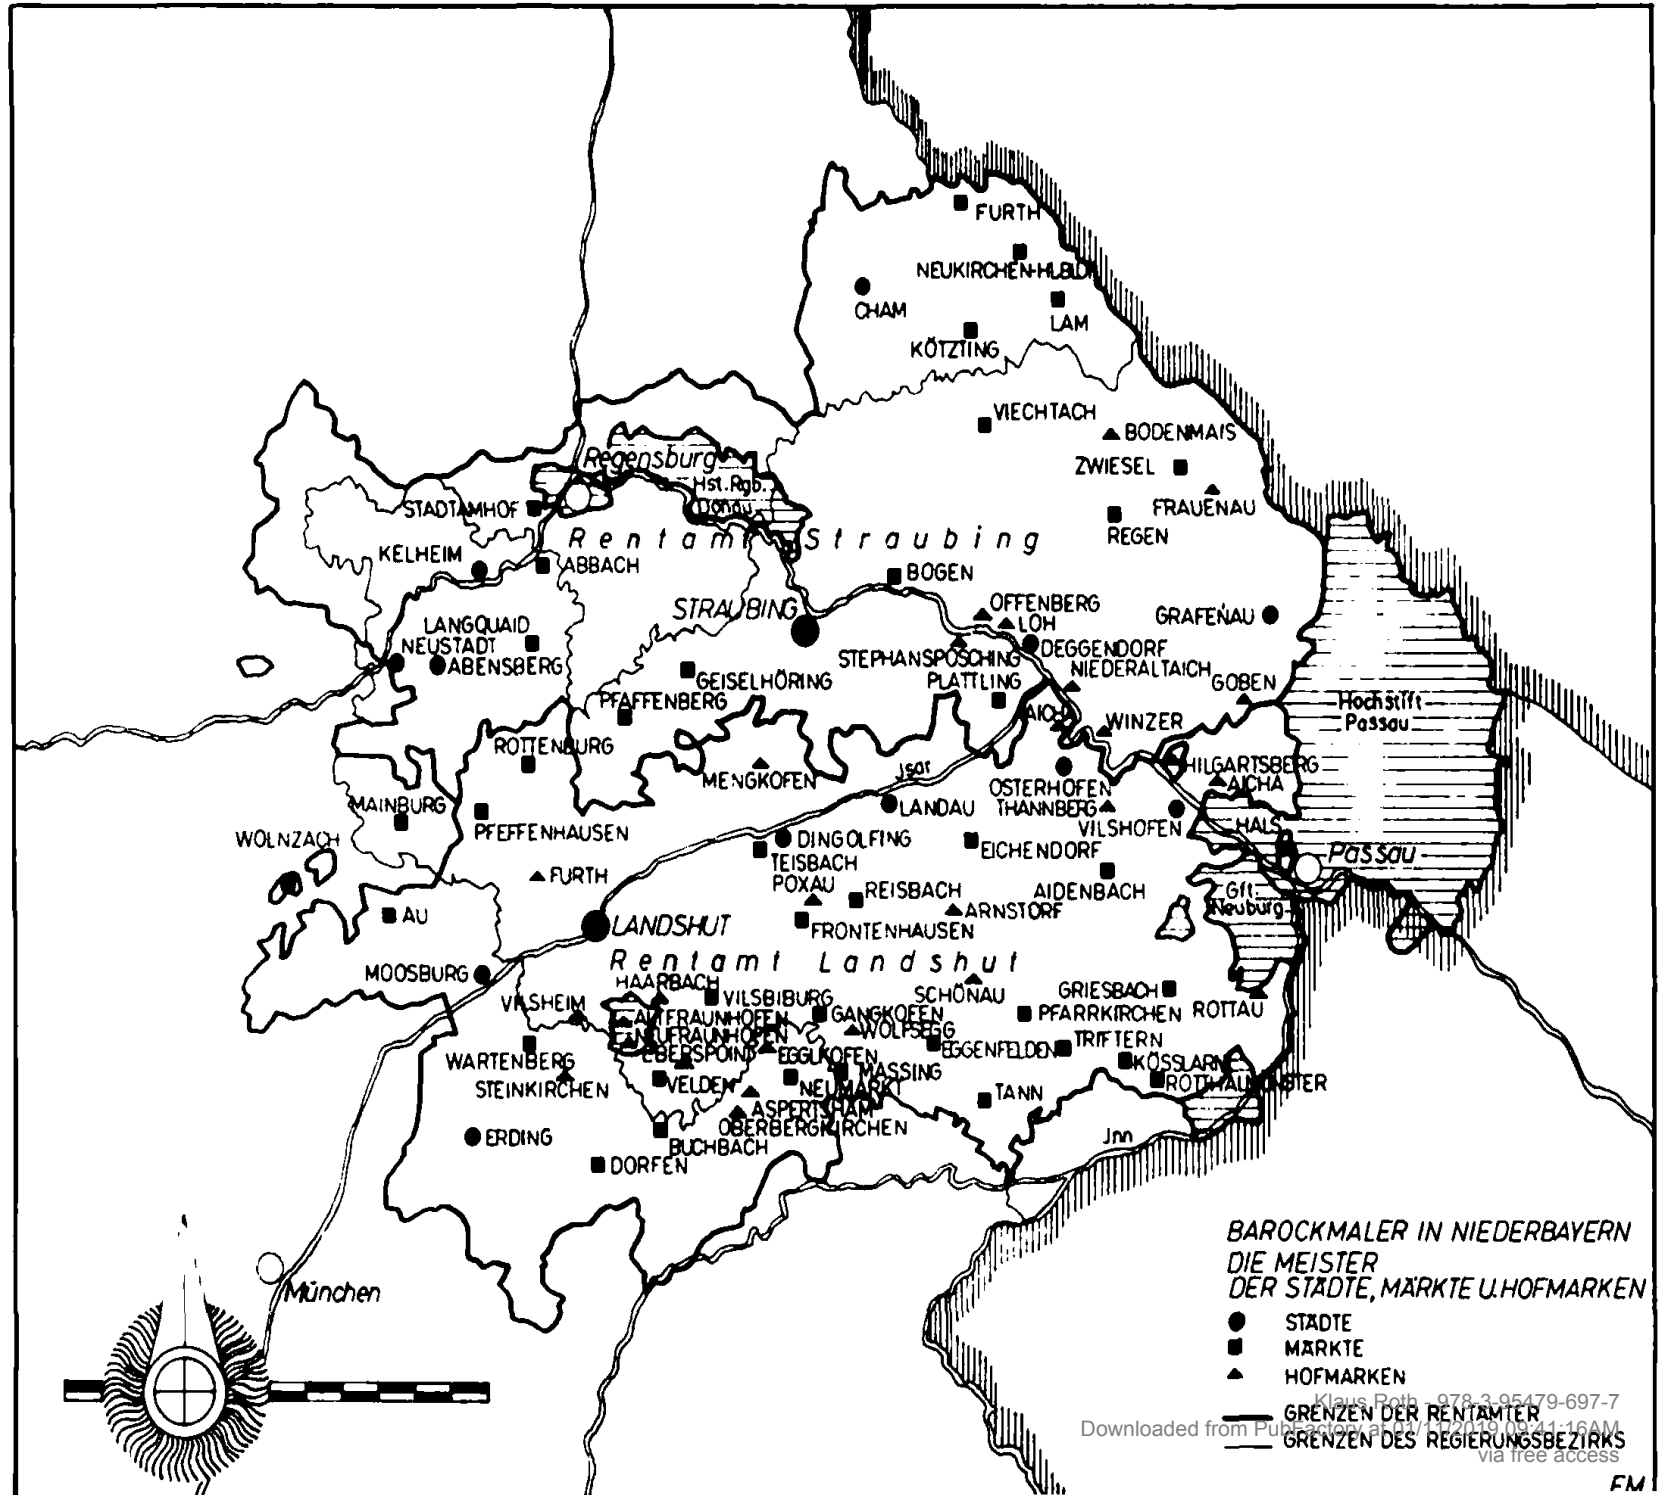 FURTH
NEUKIRCHEN-HLBLUT
CHAM
LAM
KÖTZTING
VIECHTACH
BODENMAIS
ZWIESEL
FRAUENAU
REGEN
Regensburg
Hst. Rgb.
Donau
STADTAMHOF
Rentamt Straubing
KELHEIM
ABBACH
BOGEN
STRAUBING
OFFENBERG
LOH
GRAFENAU
LANGQUAID
NEUSTADT
ABENSBERG
DEGGENDORF
STEPHANSPOSCHING
NIEDERALTAICH
GEISELHÖRING
PLATTLING
GOBEN
PFAFFENBERG
AICHA
WINZER
Hochstift
Passau
ROTTENBURG
MENGKOFEN
Jsar
HILGARTSBERG
AICHA
OSTERHOFEN
THANNBERG
MAINBURG
LANDAU
VILSHOFEN
HALS
PFEFFENHAUSEN
WOLNZACH
DINGOLFING
EICHENDORF
Passau
TEISBACH
POXAU
FURTH
REISBACH
AIDENBACH
Gft.
Neuburg
AU
ARNSTORF
LANDSHUT
FRONTENHAUSEN
Rentamt Landshut
MOOSBURG
HAARBACH
SCHÖNAU
GRIESBACH
VILSHEIM
VILSBIBURG
ROTTAU
ALTFRAUNHOFEN
GANGKOFEN
PFARRKIRCHEN
NEUFRAUNHOFEN
WOLFSEGG
TRIFTERN
WARTENBERG
EBERSPOINT
EGGLKOFEN
EGGENFELDEN
KÖSSLARN
STEINKIRCHEN
VELDEN
MASSING
NEUMARKT
ROTTHALMÜNSTER
TANN
ASPERTSHAM
OBERBERGKIRCHEN
ERDING
BUCHBACH
Jnn
DORFEN
München
BAROCKMALER IN NIEDERBAYERN
DIE MEISTER
DER STÄDTE, MÄRKTE U. HOFMARKEN
STÄDTE
MÄRKTE
HOFMARKEN
Klaus Roth - 978-3-95479-697-7
GRENZEN DER RENTÄMTER
Downloaded from PubFactory at 01/11/2019 09:41:16AM
GRENZEN DES REGIERUNGSBEZIRKS
via free access